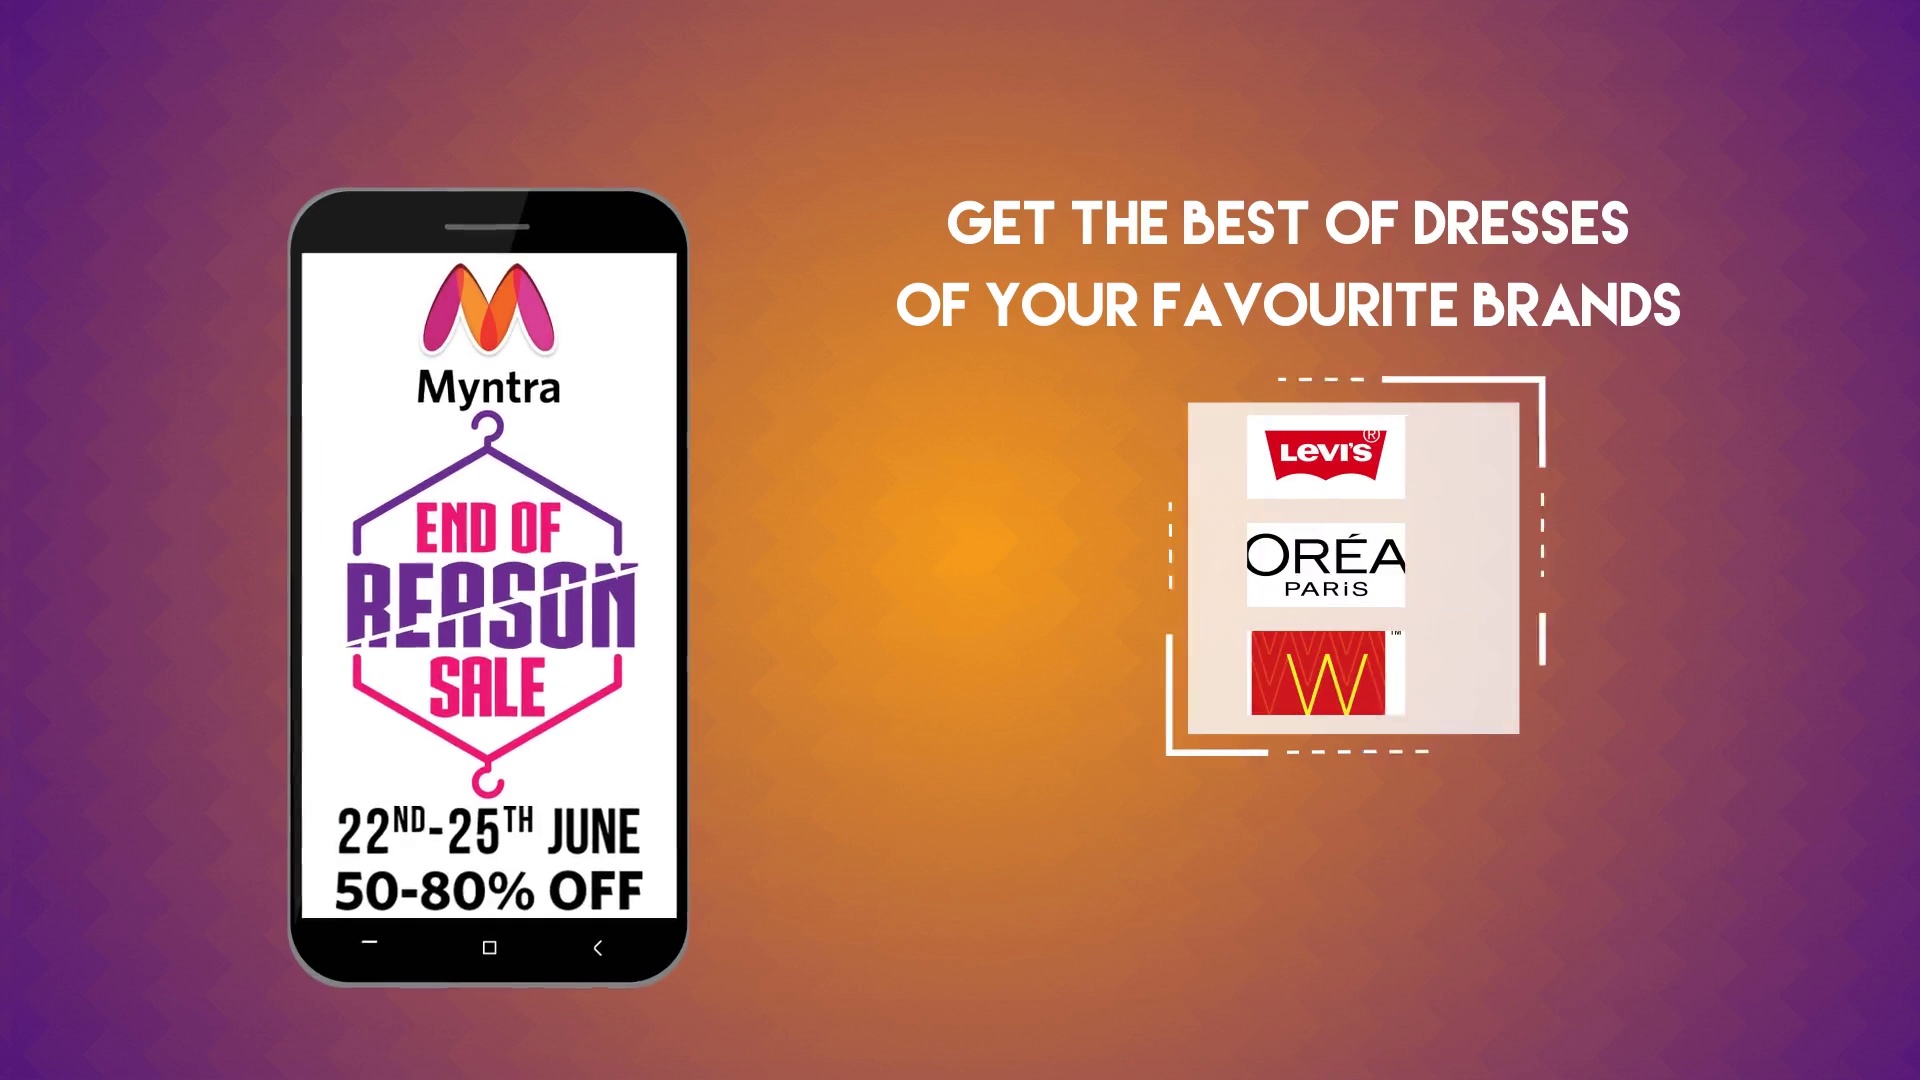 Myntra
END OF
REASON
SALE
22ND-25TH JUNE
50-80% OFF
GET THE BEST OF DRESSES
OF YOUR FAVOURITE BRANDS
LEVI'S®
ORÉA
PARiS
W
TM